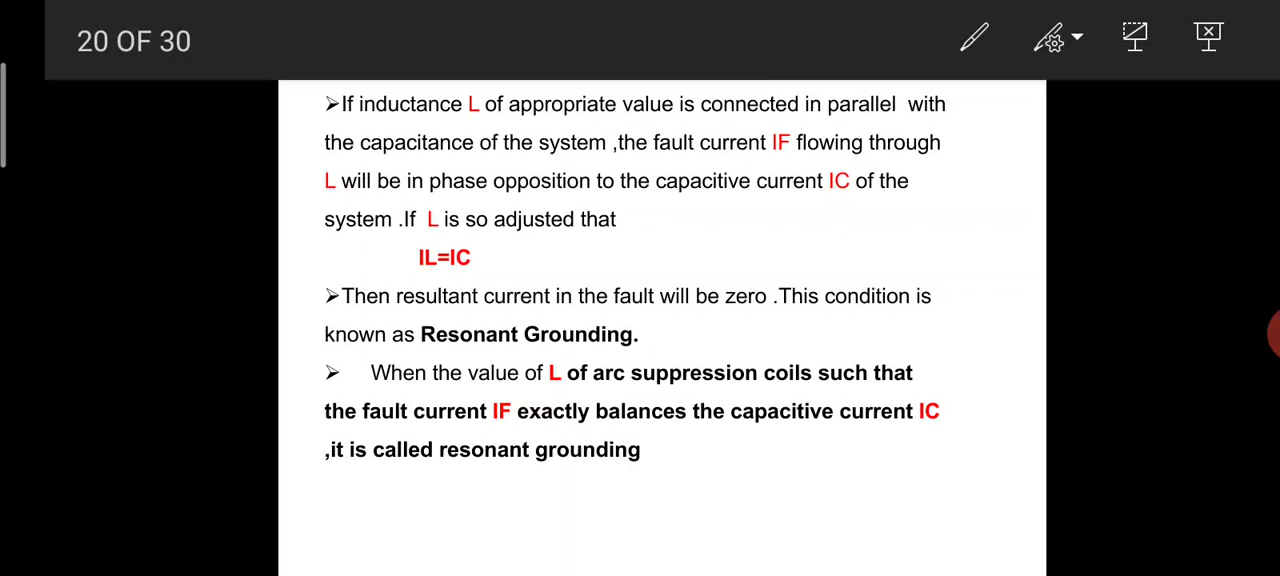 20 OF 30
➢If inductance L of appropriate value is connected in parallel with
the capacitance of the system ,the fault current IF flowing through
L will be in phase opposition to the capacitive current IC of the
system .If L is so adjusted that
IL=IC
➢Then resultant current in the fault will be zero .This condition is
known as Resonant Grounding.
➢ When the value of L of arc suppression coils such that
the fault current IF exactly balances the capacitive current IC
,it is called resonant grounding